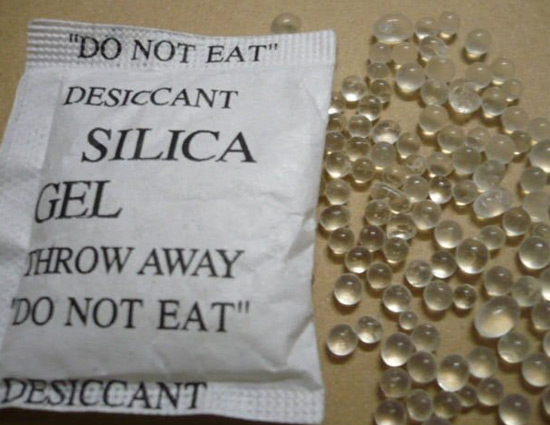 "DO NOT EAT"
DESICCANT
SILICA
GEL
THROW AWAY
"DO NOT EAT"
DESICCANT